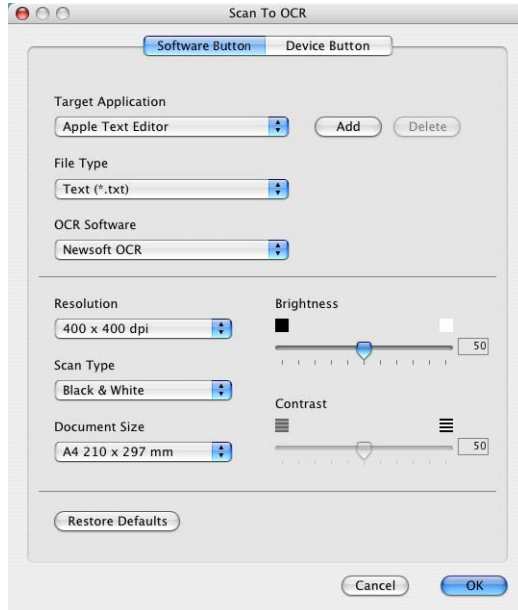 Scan To OCR
Software Button
Device Button
Target Application
Apple Text Editor
Add
Delete
File Type
Text (*.txt)
OCR Software
Newsoft OCR
Resolution
400 x 400 dpi
Brightness
50
Scan Type
Black & White
Contrast
50
Document Size
A4 210 x 297 mm
Restore Defaults
Cancel
OK